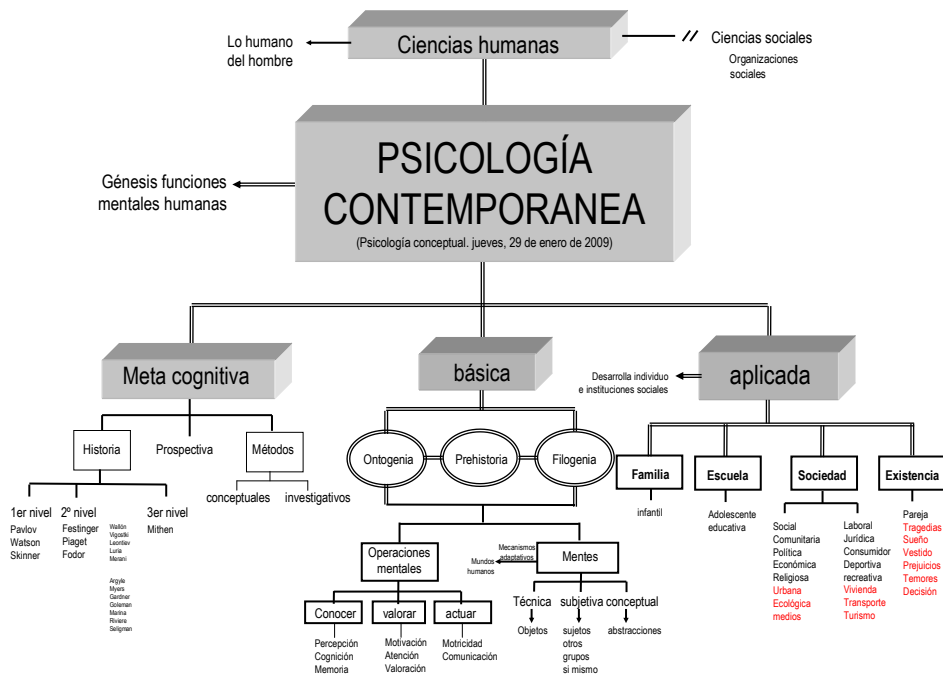 Lo humano
del hombre
Ciencias humanas
//
Ciencias sociales
Organizaciones
sociales
Génesis funciones
mentales humanas
PSICOLOGÍA
CONTEMPORANEA
(Psicología conceptual. jueves, 29 de enero de 2009)
Meta cognitiva
básica
Desarrolla individuo
e instituciones sociales
aplicada
Historia
Prospectiva
Métodos
conceptuales
investigativos
1er nivel
Pavlov
Watson
Skinner
2º nivel
Festinger
Piaget
Fodor
Wallón
Vigostki
Leontiev
Luria
Merani
Argyle
Myers
Gardner
Goleman
Marina
Riviere
Seligman
3er nivel
Mithen
Ontogenia
Prehistoria
Filogenia
Operaciones
mentales
Conocer
Percepción
Cognición
Memoria
valorar
Motivación
Atención
Valoración
actuar
Motricidad
Comunicación
Mecanismos
adaptativos
Mundos
humanos
Mentes
Técnica
Objetos
subjetiva
sujetos
otros
grupos
si mismo
conceptual
abstracciones
Familia
infantil
Escuela
Adolescente
educativa
Sociedad
Social
Comunitaria
Política
Económica
Religiosa
Urbana
Ecológica
medios
Laboral
Jurídica
Consumidor
Deportiva
recreativa
Vivienda
Transporte
Turismo
Existencia
Pareja
Tragedias
Sueño
Vestido
Prejuicios
Temores
Decisión